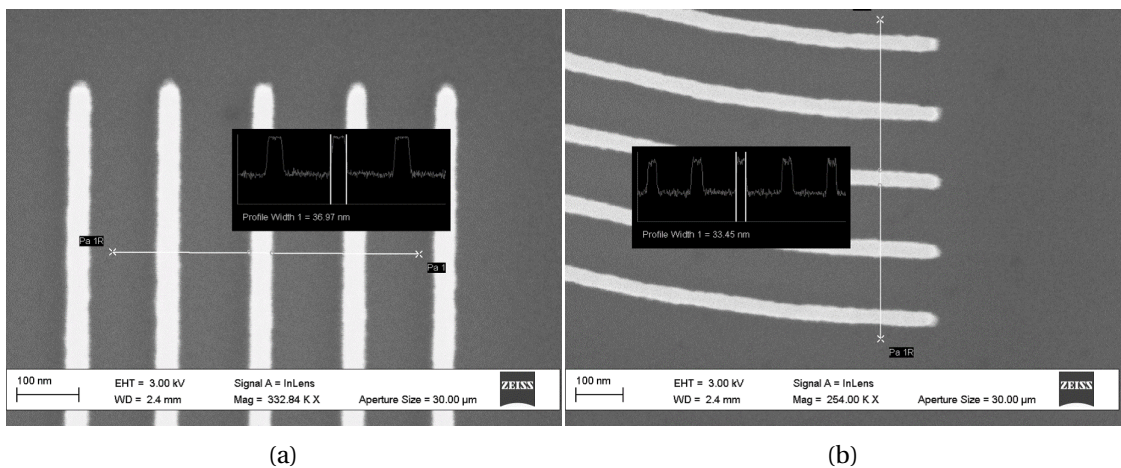 Profile Width 1 = 36.97 nm
Pa 1R
Pa 1
100 nm
EHT = 3.00 kV
Signal A = InLens
WD = 2.4 mm
Mag = 332.84 K X
Aperture Size = 30.00 µm
ZEISS
(a)
Profile Width 1 = 33.45 nm
Pa 1R
100 nm
EHT = 3.00 kV
Signal A = InLens
WD = 2.4 mm
Mag = 254.00 K X
Aperture Size = 30.00 µm
ZEISS
(b)